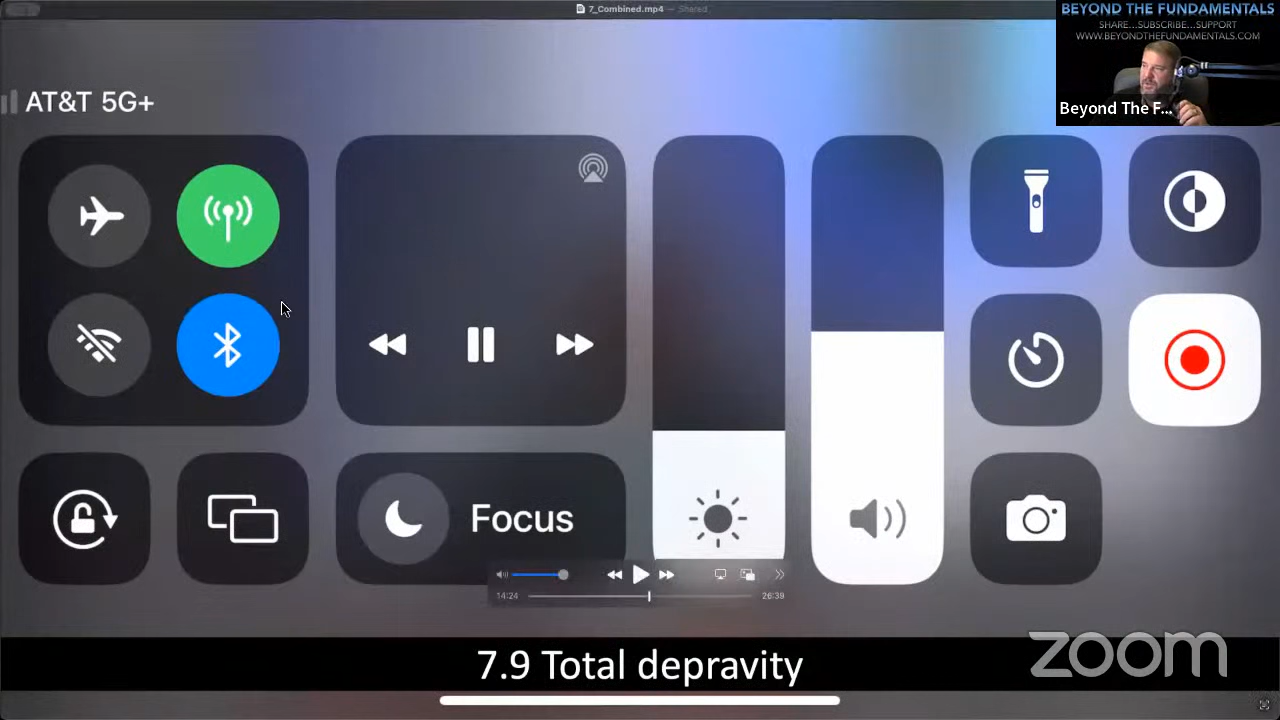 7_Combined.mp4 — Shared
BEYOND THE FUNDAMENTALS
SHARE...SUBSCRIBE...SUPPORT
WWW.BEYONDTHEFUNDAMENTALS.COM
Beyond The F...
AT&T 5G+
Focus
14:24
26:39
7.9 Total depravity
zoom